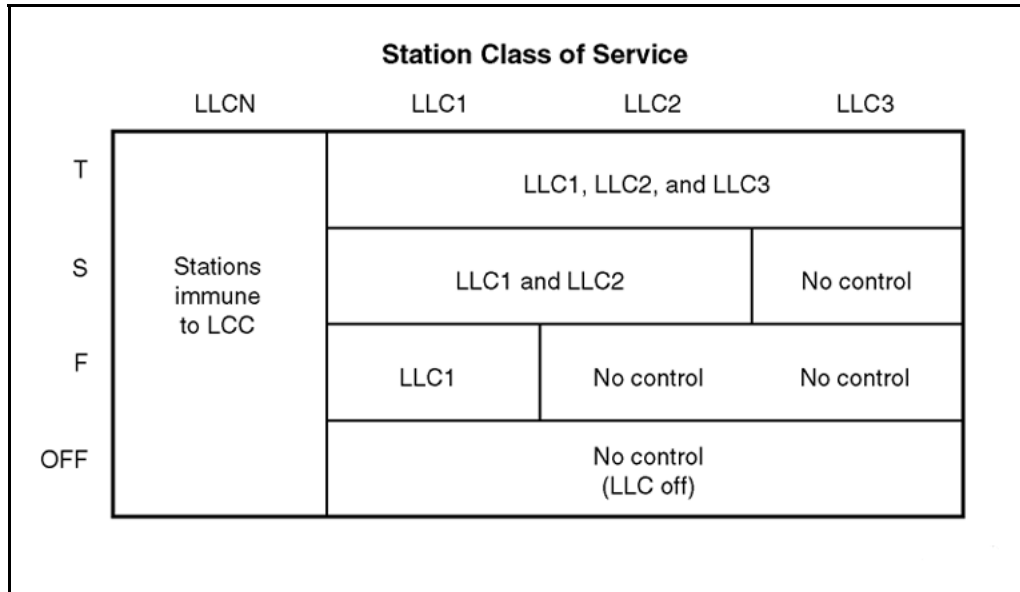 Station Class of Service
LLCN LLC1 LLC2 LLC3
T
LLC1, LLC2, and LLC3
S
Stations
immune
to LCC
LLC1 and LLC2
No control
F
LLC1
No control
No control
OFF
No control
(LLC off)